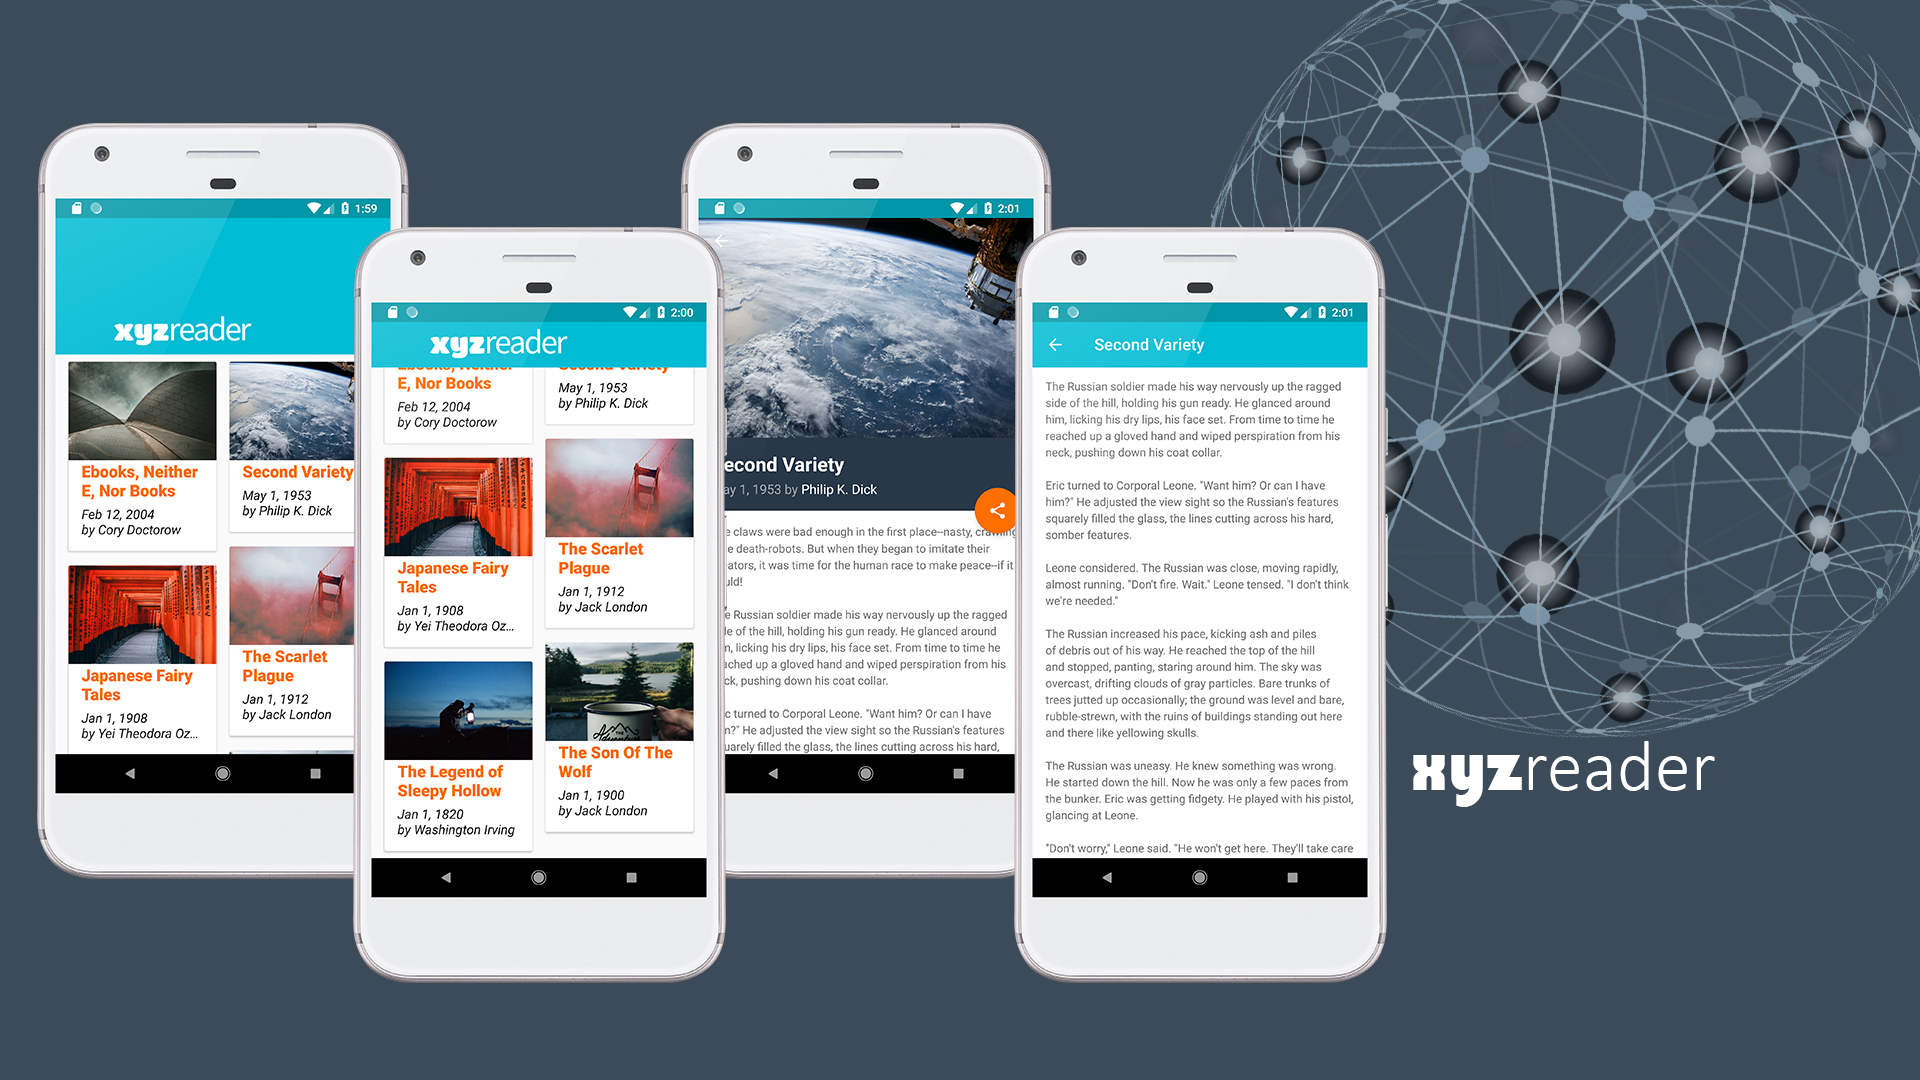 1:59
xyzreader
Ebooks, Neither
E, Nor Books
Feb 12, 2004
by Cory Doctorow
Second Variety
May 1, 1953
by Philip K. Dick
Japanese Fairy
Tales
Jan 1, 1908
by Yei Theodora Oz...
The Scarlet
Plague
Jan 1, 1912
by Jack London
2:00
xyzreader
Ebooks, Neither
E, Nor Books
Feb 12, 2004
by Cory Doctorow
Second Variety
May 1, 1953
by Philip K. Dick
Japanese Fairy
Tales
Jan 1, 1908
by Yei Theodora Oz...
The Scarlet
Plague
Jan 1, 1912
by Jack London
The Legend of
Sleepy Hollow
Jan 1, 1820
by Washington Irving
The Son Of The
Wolf
Jan 1, 1900
by Jack London
2:01
econd Variety
ay 1, 1953 by Philip K. Dick
e claws were bad enough in the first place--nasty, crawling
e death-robots. But when they began to imitate their
ators, it was time for the human race to make peace--if it
uld!
e Russian soldier made his way nervously up the ragged
le of the hill, holding his gun ready. He glanced around
n, licking his dry lips, his face set. From time to time he
ached up a gloved hand and wiped perspiration from his
ck, pushing down his coat collar.
ic turned to Corporal Leone. "Want him? Or can I have
n?" He adjusted the view sight so the Russian's features
uarely filled the glass, the lines cutting across his hard,
2:01
Second Variety
The Russian soldier made his way nervously up the ragged
side of the hill, holding his gun ready. He glanced around
him, licking his dry lips, his face set. From time to time he
reached up a gloved hand and wiped perspiration from his
neck, pushing down his coat collar.
Eric turned to Corporal Leone. "Want him? Or can I have
him?" He adjusted the view sight so the Russian's features
squarely filled the glass, the lines cutting across his hard,
somber features.
Leone considered. The Russian was close, moving rapidly,
almost running. "Don't fire. Wait." Leone tensed. "I don't think
we're needed."
The Russian increased his pace, kicking ash and piles
of debris out of his way. He reached the top of the hill
and stopped, panting, staring around him. The sky was
overcast, drifting clouds of gray particles. Bare trunks of
trees jutted up occasionally; the ground was level and bare,
rubble-strewn, with the ruins of buildings standing out here
and there like yellowing skulls.
The Russian was uneasy. He knew something was wrong.
He started down the hill. Now he was only a few paces from
the bunker. Eric was getting fidgety. He played with his pistol,
glancing at Leone.
"Don't worry," Leone said. "He won't get here. They'll take care
xyzreader